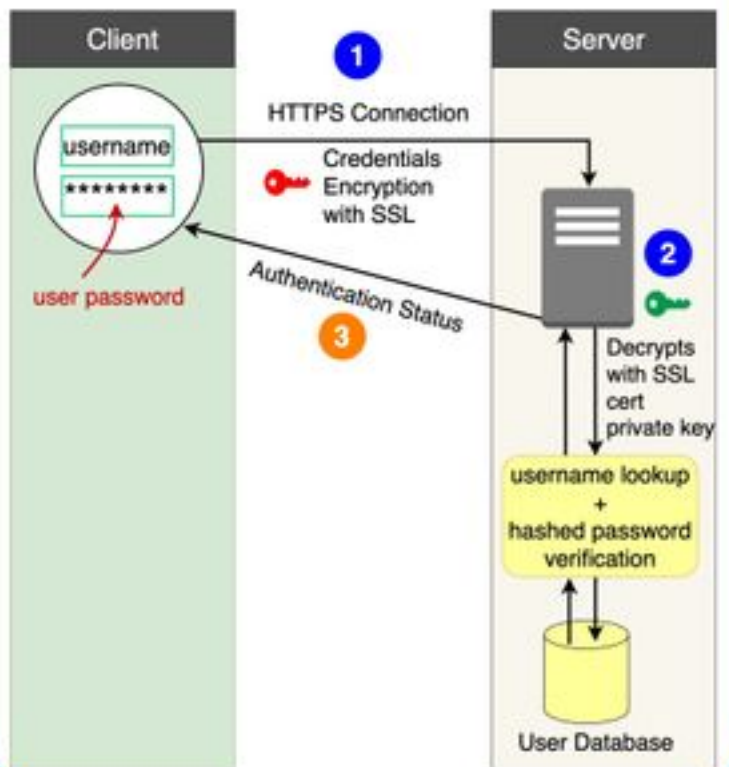 Client
Server
1
HTTPS Connection
username
********
Credentials
Encryption
with SSL
user password
2
Authentication Status
3
Decrypts
with SSL
cert
private key
username lookup
+
hashed password
verification
User Database